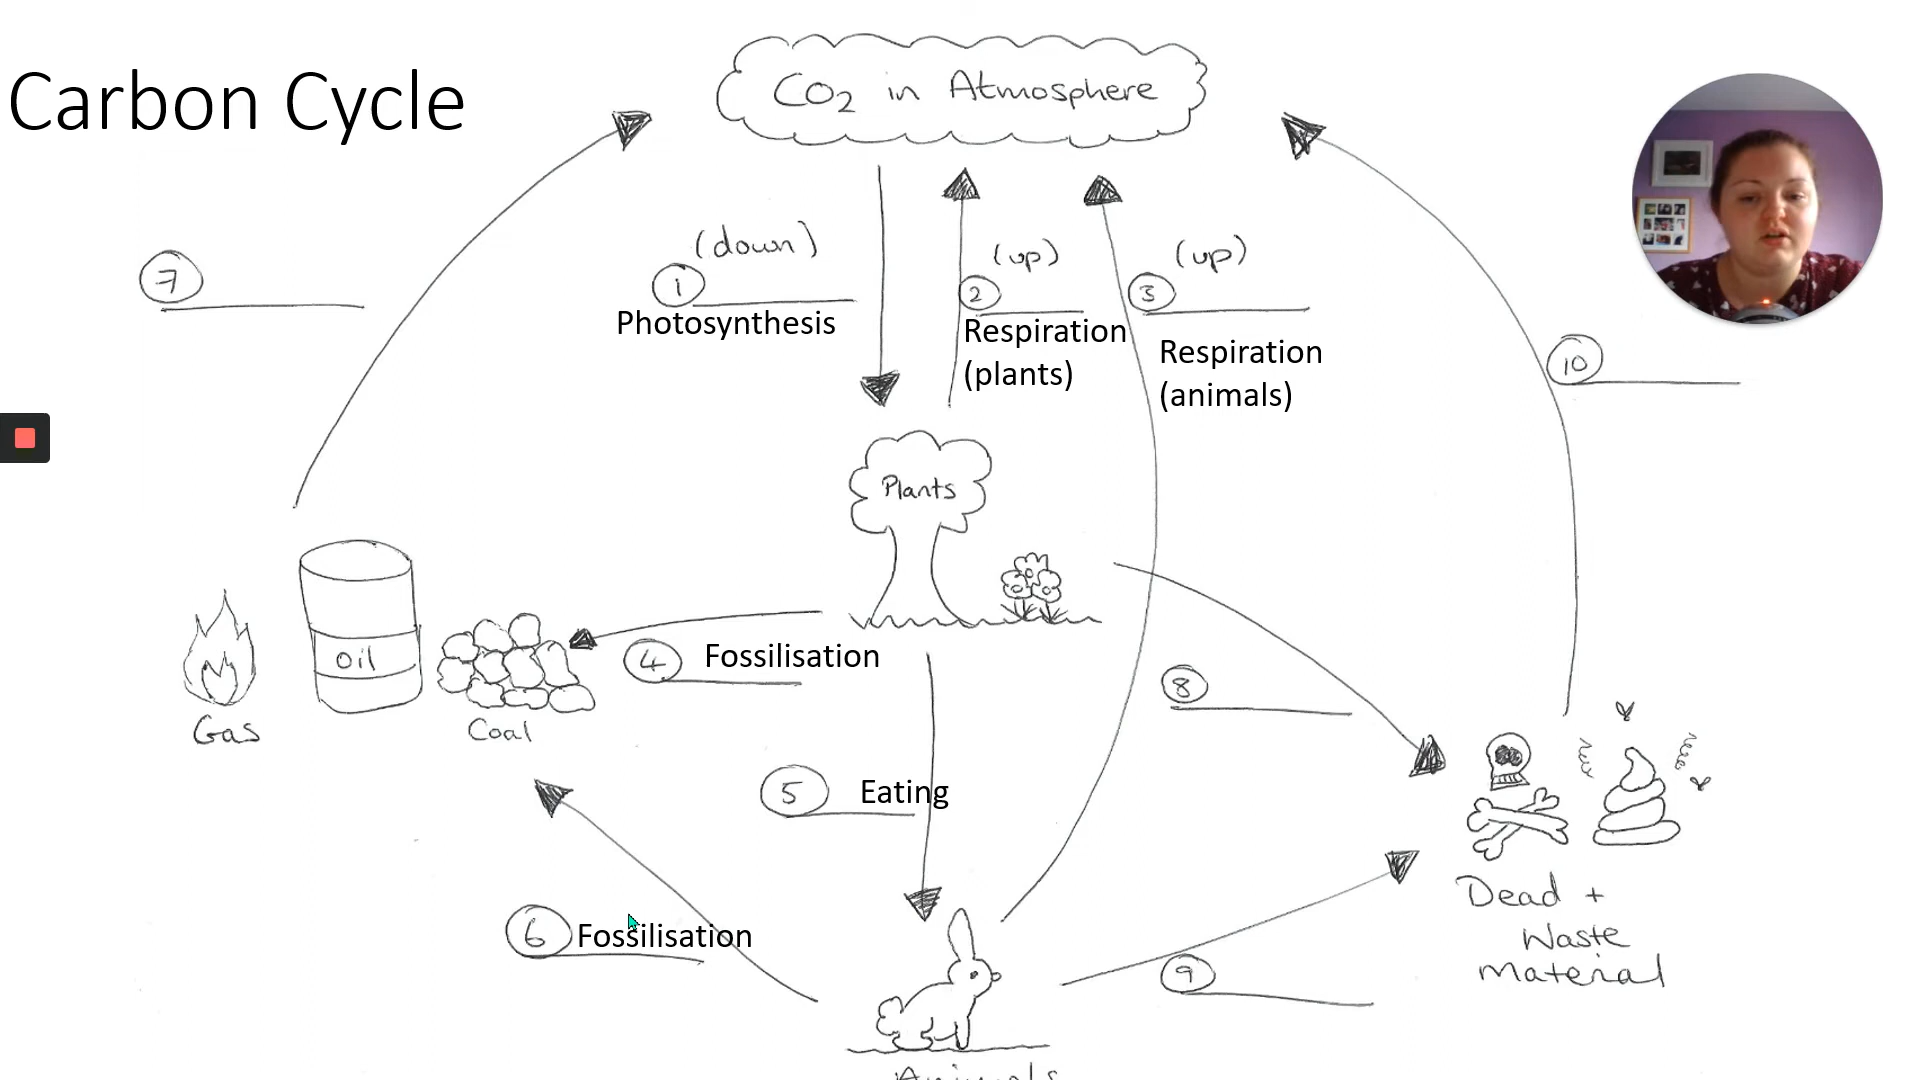 Carbon Cycle
CO₂ in Atmosphere
(down)
1
Photosynthesis
(up)
2
Respiration
(plants)
(up)
3
Respiration
(animals)
7
10
Plants
Gas
Oil
Coal
4 Fossilisation
5 Eating
8
6 Fossilisation
9
Dead +
Waste
material
Animals